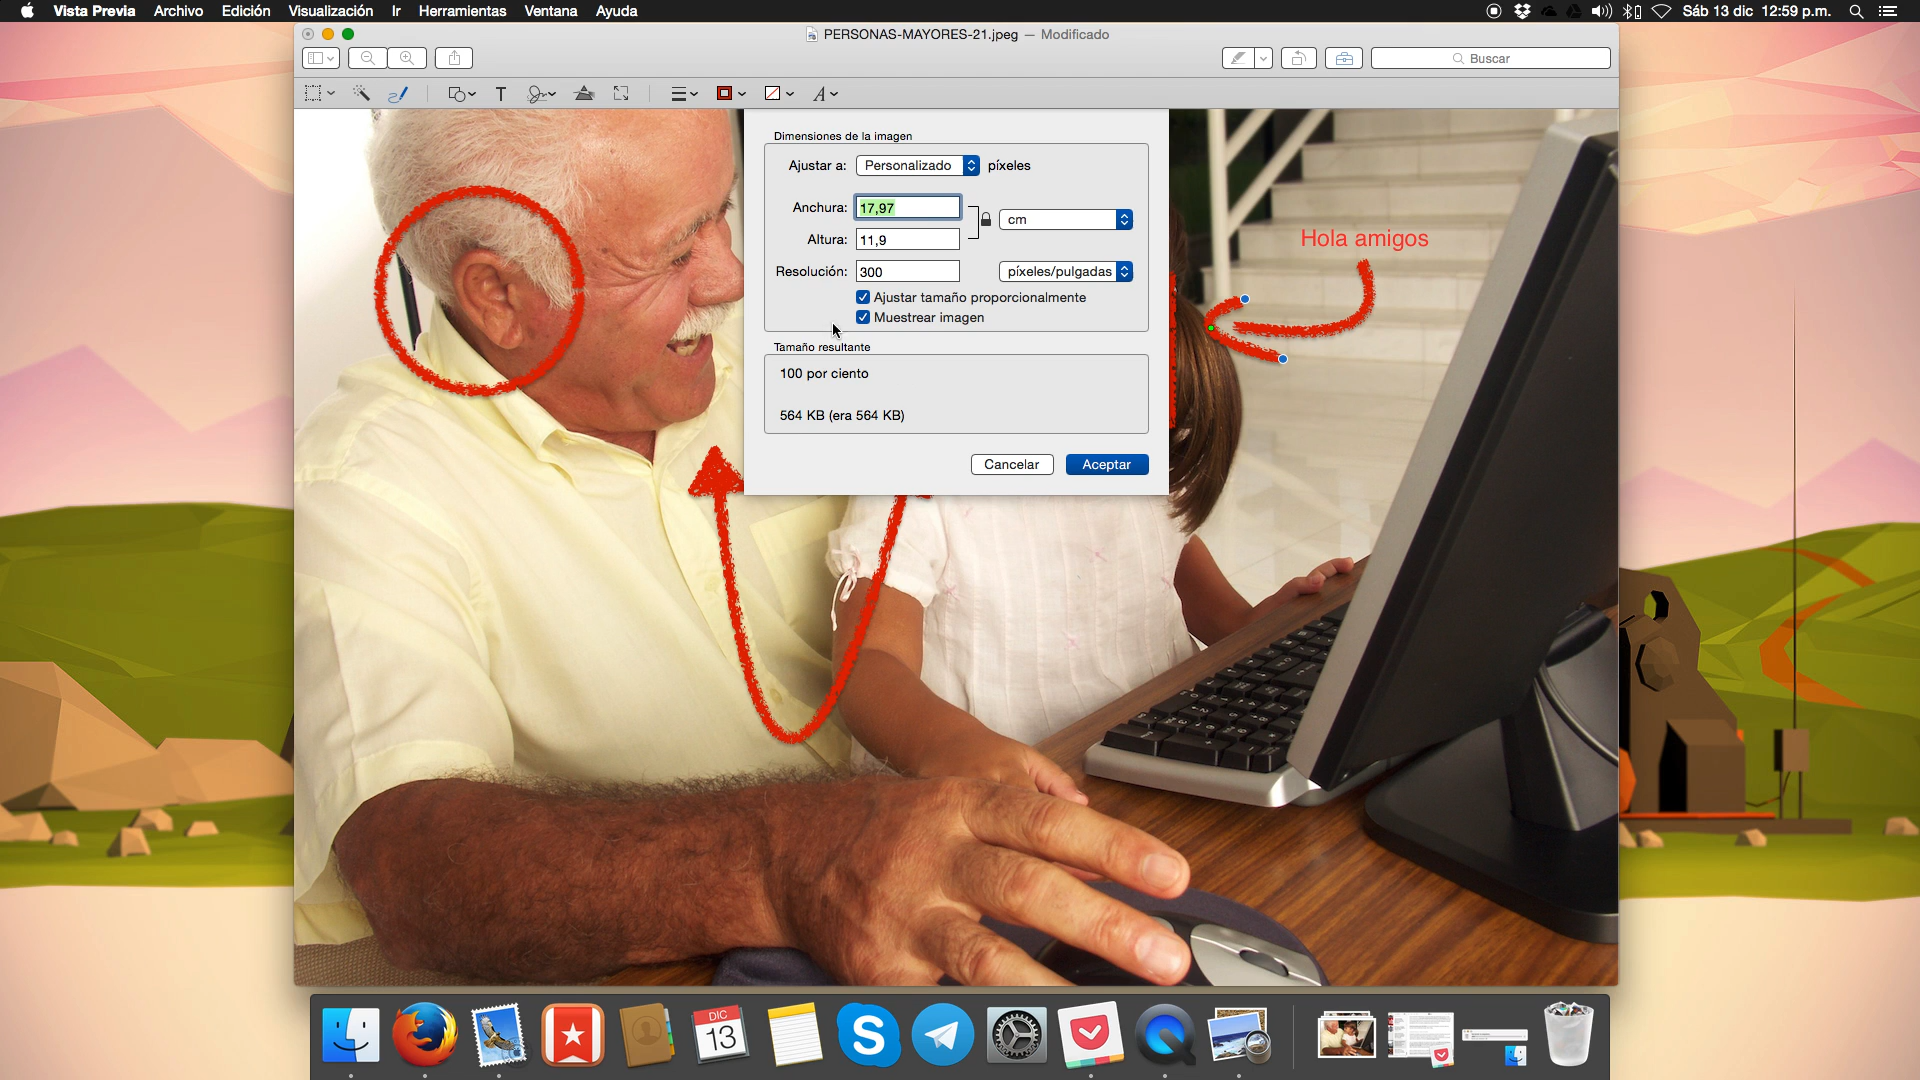 Vista Previa Archivo Edición Visualización Ir Herramientas Ventana Ayuda Sáb 13 dic 12:59 p.m.
PERSONAS-MAYORES-21.jpeg — Modificado
Buscar
Dimensiones de la imagen
Ajustar a: Personalizado píxeles
Anchura: 17,97
cm
Altura: 11,9
Resolución: 300 píxeles/pulgadas
Ajustar tamaño proporcionalmente
Muestrear imagen
Tamaño resultante
100 por ciento
564 KB (era 564 KB)
Cancelar Aceptar
Hola amigos
DIC
13